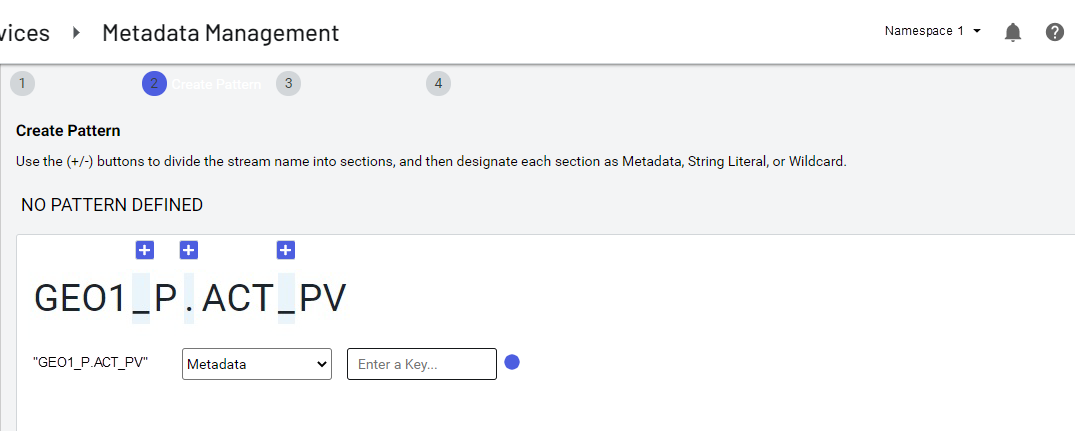 vices Metadata Management Namespace 1
1 2 Create Pattern 3 4
Create Pattern
Use the (+/-) buttons to divide the stream name into sections, and then designate each section as Metadata, String Literal, or Wildcard.
NO PATTERN DEFINED
GEO1_P.ACT_PV
"GEO1_P.ACT_PV" Metadata Enter a Key...